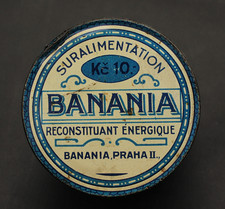 SURALIMENTATION
Kč 10.-
BANANIA
RECONSTITUANT ÉNERGIQUE
BANANIA, PRAHA II.